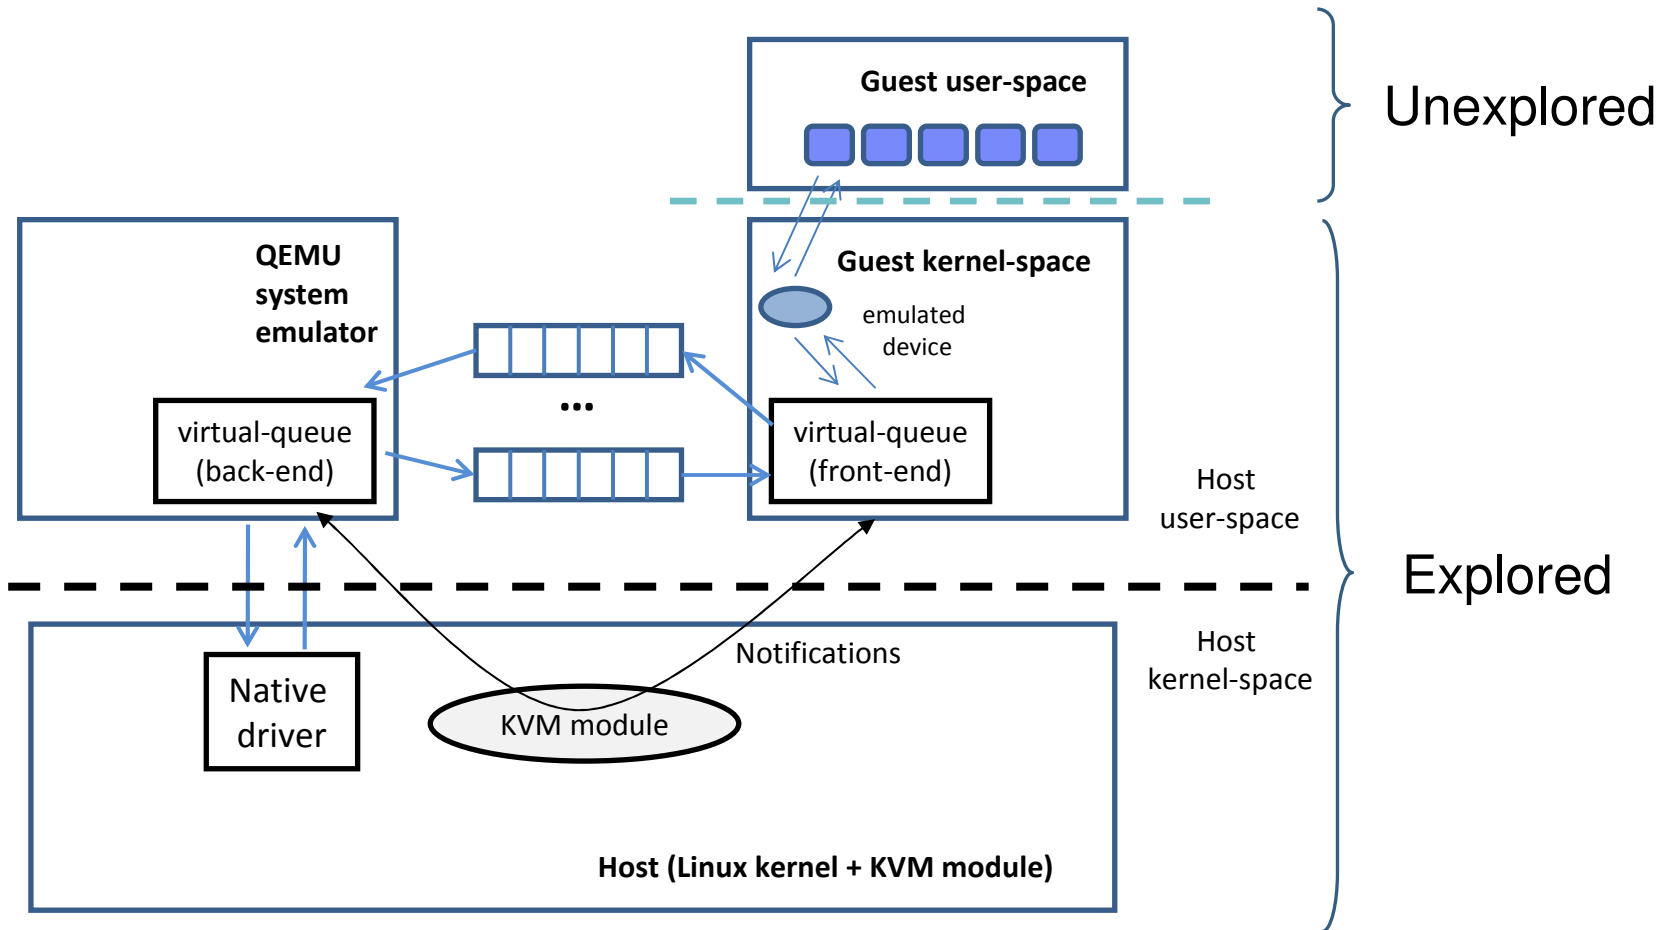 Guest user-space
Unexplored
QEMU
system
emulator
Guest kernel-space
emulated
device
...
virtual-queue
(back-end)
virtual-queue
(front-end)
Host
user-space
Explored
Host
kernel-space
Notifications
Native
driver
KVM module
Host (Linux kernel + KVM module)